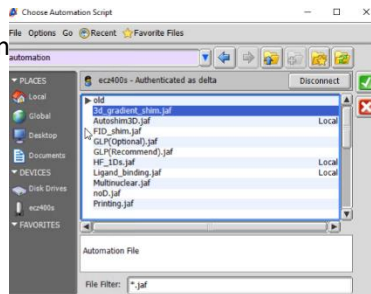 Choose Automation Script
File Options Go Recent Favorite Files
m
automation
PLACES
Local
Global
Desktop
Documents
DEVICES
Disk Drives
ecz400s
FAVORITES
ecz400s - Authenticated as delta Disconnect
old
3d_gradient_shim.jaf
Autoshim3D.jaf Local
FID_shim.jaf
GLP(Optional).jaf
GLP(Recommend).jaf
HF_1Ds.jaf Local
Ligand_binding.jaf Local
Multinuclear.jaf
noD.jaf
Printing.jaf
Automation File
File Filter: *.jaf